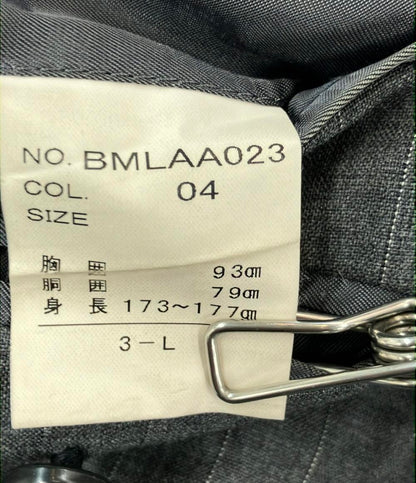 NO. BMLAA023
COL. 04
SIZE
胸囲 93㎝
胴囲 79㎝
身長 173〜177㎝
3-L